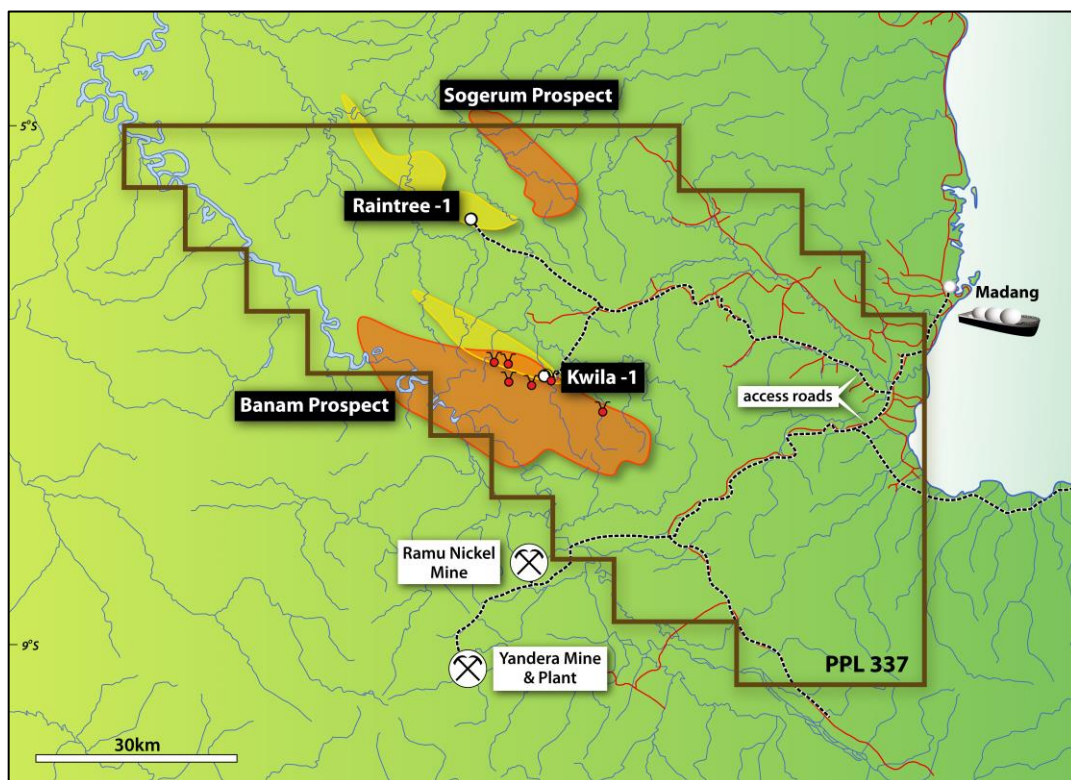 Sogerum Prospect
5°S
Raintree -1
Madang
Kwila -1
access roads
Banam Prospect
Ramu Nickel
Mine
9°S
Yandera Mine
& Plant
PPL 337
30km